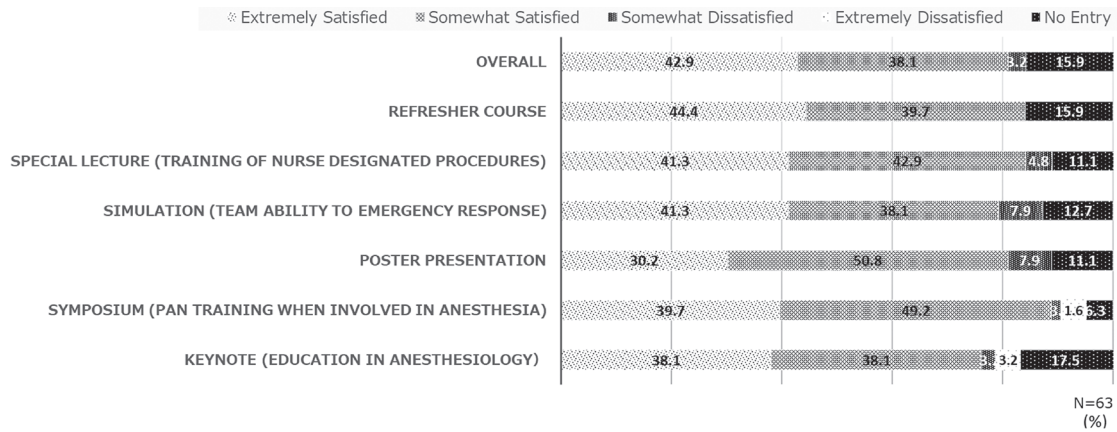 Extremely Satisfied Somewhat Satisfied Somewhat Dissatisfied Extremely Dissatisfied No Entry
OVERALL 42.9 38.1 3.2 15.9
REFRESHER COURSE 44.4 39.7 15.9
SPECIAL LECTURE (TRAINING OF NURSE DESIGNATED PROCEDURES) 41.3 42.9 4.8 11.1
SIMULATION (TEAM ABILITY TO EMERGENCY RESPONSE) 41.3 38.1 7.9 12.7
POSTER PRESENTATION 30.2 50.8 7.9 11.1
SYMPOSIUM (PAN TRAINING WHEN INVOLVED IN ANESTHESIA) 39.7 49.2 1.6 6.3
KEYNOTE (EDUCATION IN ANESTHESIOLOGY) 38.1 38.1 3.2 17.5
N=63
(%)